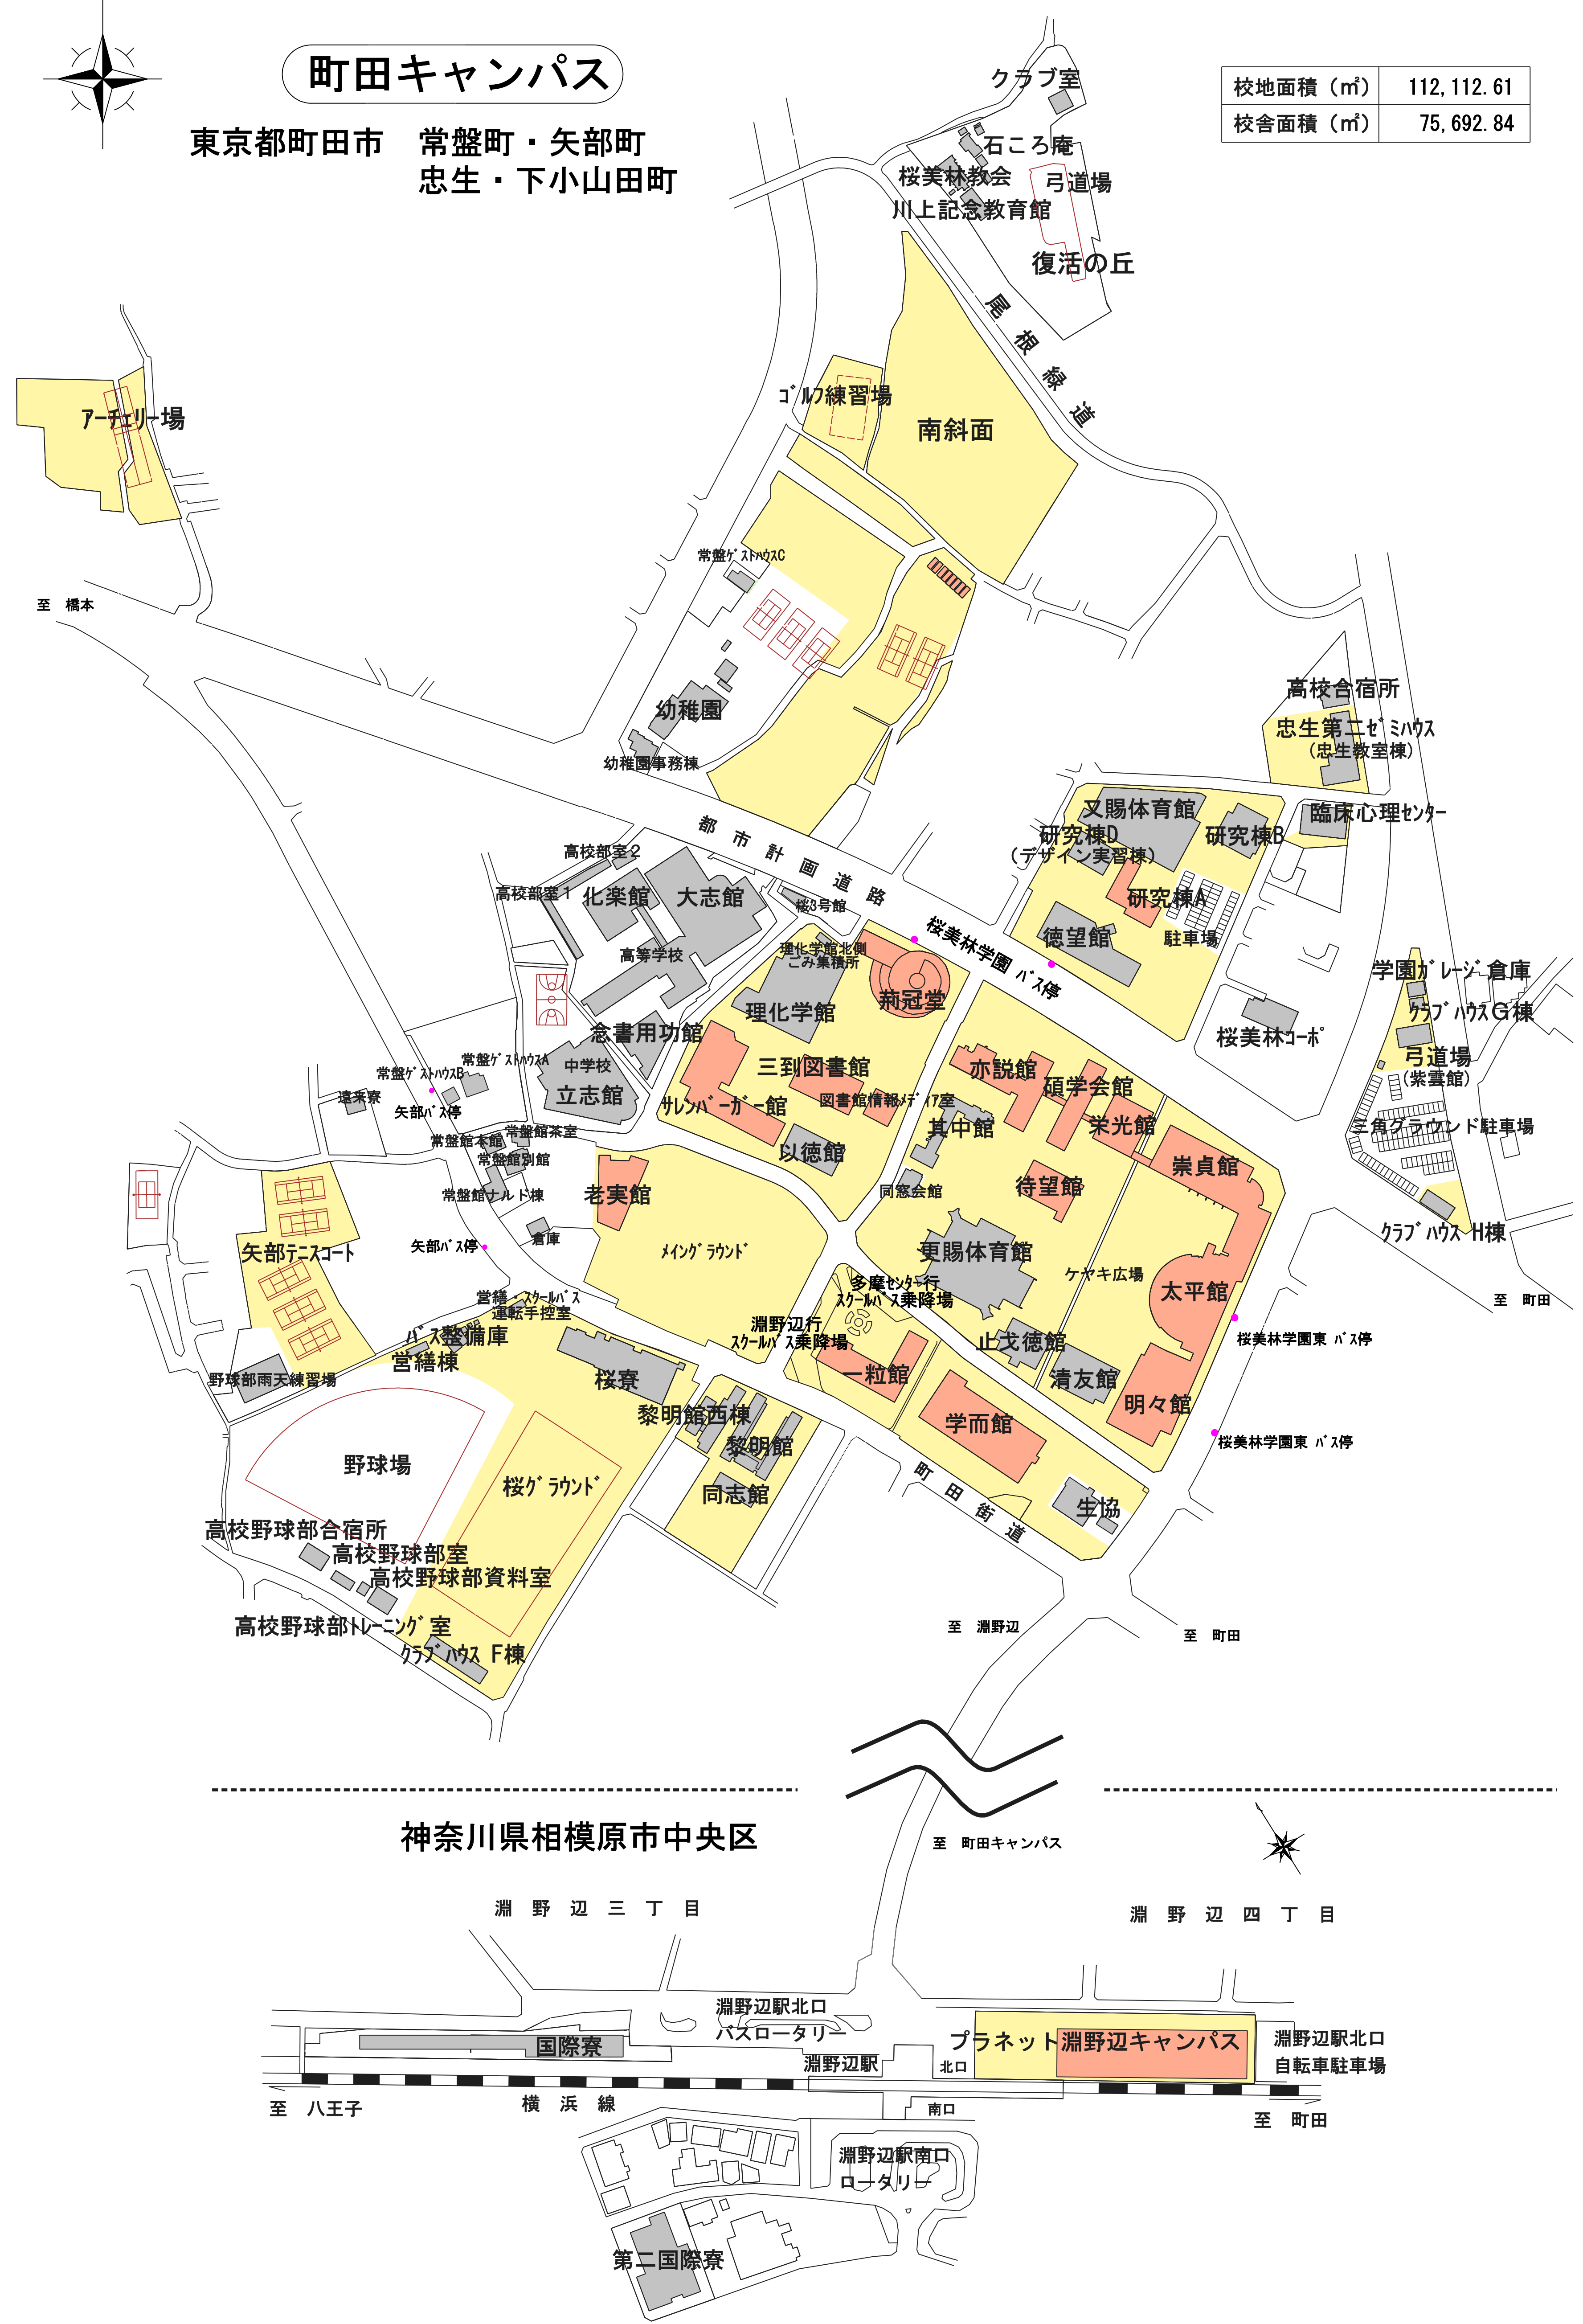 町田キャンパス
東京都町田市　常盤町・矢部町
忠生・下小山田町
校地面積（㎡） 112,112.61
校舎面積（㎡） 75,692.84
クラブ室
石ころ庵
桜美林教会
弓道場
川上記念教育館
復活の丘
尾根緑道
ｺﾞﾙﾌ練習場
南斜面
ｱｰﾁｪﾘｰ場
常盤ｹﾞｽﾄﾊｳｽC
至　橋本
幼稚園
幼稚園事務棟
高校合宿所
忠生第二ｾﾞﾐﾊｳｽ
（忠生教室棟）
臨床心理ｾﾝﾀｰ
都市計画道路
又賜体育館
研究棟D
（デザイン実習棟）
研究棟B
研究棟A
徳望館
駐車場
高校部室２
高校部室１
化楽館
大志館
桜3号館
高等学校
理化学館北側
ごみ集積所
桜美林学園 ﾊﾞｽ停
荊冠堂
理化学館
念書用功館
学園ｶﾞﾚｰｼﾞ倉庫
ｸﾗﾌﾞﾊｳｽG棟
桜美林ｺｰﾎﾟ
弓道場
（紫雲館）
三角グラウンド駐車場
ｸﾗﾌﾞﾊｳｽ H棟
至　町田
常盤ｹﾞｽﾄﾊｳｽA
常盤ｹﾞｽﾄﾊｳｽB
中学校
立志館
遠来寮
矢部ﾊﾞｽ停
三到図書館
図書館情報ﾒﾃﾞｨｱ室
ｻﾚﾝﾊﾞｰｶﾞｰ館
以徳館
亦説館
碩学会館
其中館
栄光館
崇貞館
待望館
同窓会館
常盤館本館
常盤館茶室
常盤館別館
常盤館ナルド棟
老実館
倉庫
矢部ﾊﾞｽ停
矢部ﾃﾆｽｺｰﾄ
ﾒｲﾝｸﾞﾗｳﾝﾄﾞ
更賜体育館
ケヤキ広場
太平館
多摩ｾﾝﾀｰ行
ｽｸｰﾙﾊﾞｽ乗降場
淵野辺行
ｽｸｰﾙﾊﾞｽ乗降場
営繕・ｽｸｰﾙﾊﾞｽ
運転手控室
ﾊﾞｽ整備庫
営繕棟
野球部雨天練習場
桜寮
一粒館
止戈徳館
清友館
明々館
桜美林学園東 ﾊﾞｽ停
桜美林学園東 ﾊﾞｽ停
黎明館西棟
黎明館
同志館
学而館
生協
町田街道
野球場
桜ｸﾞﾗｳﾝﾄﾞ
高校野球部合宿所
高校野球部室
高校野球部資料室
高校野球部ﾄﾚｰﾆﾝｸﾞ室
ｸﾗﾌﾞﾊｳｽ F棟
至　淵野辺
至　町田
神奈川県相模原市中央区
至　町田キャンパス
淵野辺三丁目
淵野辺四丁目
国際寮
淵野辺駅北口
バスロータリー
淵野辺駅
北口
プラネット淵野辺キャンパス
淵野辺駅北口
自転車駐車場
至　八王子
横浜線
南口
至　町田
淵野辺駅南口
ロータリー
第二国際寮